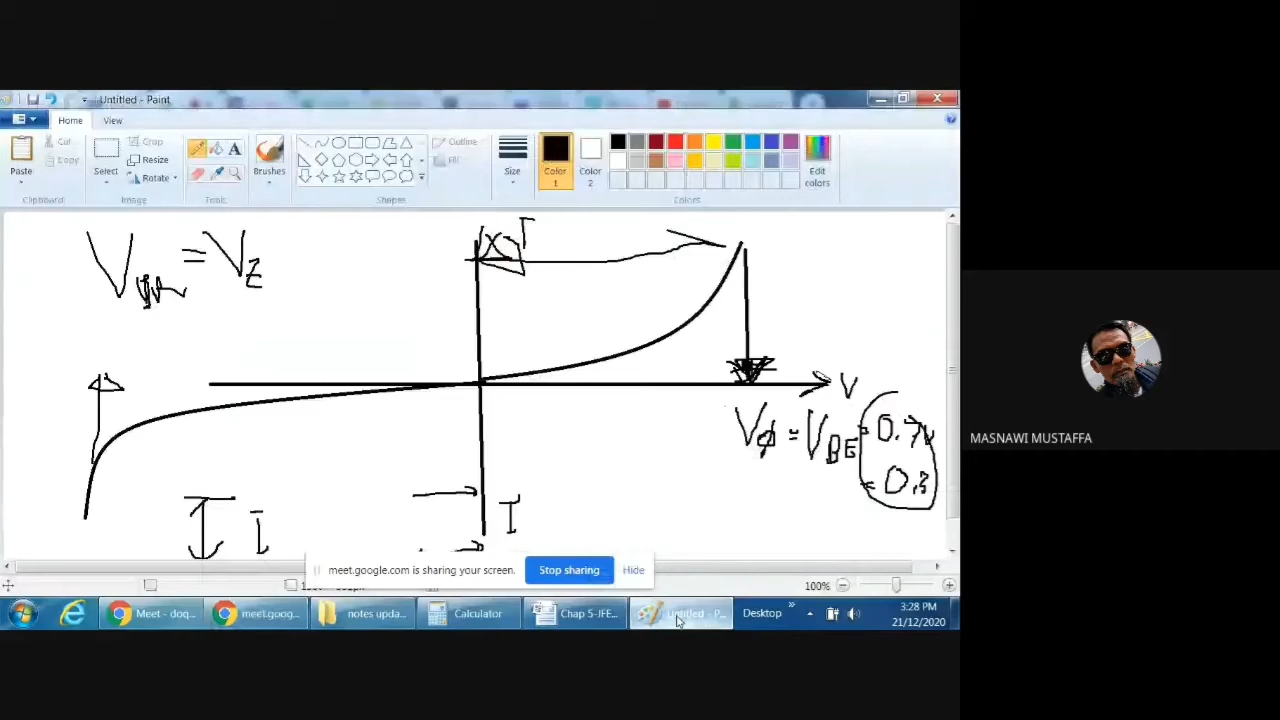 Untitled - Paint
Home
View
Paste
Cut
Copy
Clipboard
Select
Crop
Resize
Rotate
Image
Tools
Brushes
Shapes
Outline
Fill
Size
Color 1
Color 2
Edit colors
Colors
= VZ
V
= VBE = 0.7V
= 0.3
I
I
MASNAWI MUSTAFFA
meet.google.com is sharing your screen.
Stop sharing
Hide
100%
Meet - doq...
meet.goog...
notes upda...
Calculator
Chap 5-JFE...
Untitled - P...
Desktop
3:28 PM
21/12/2020